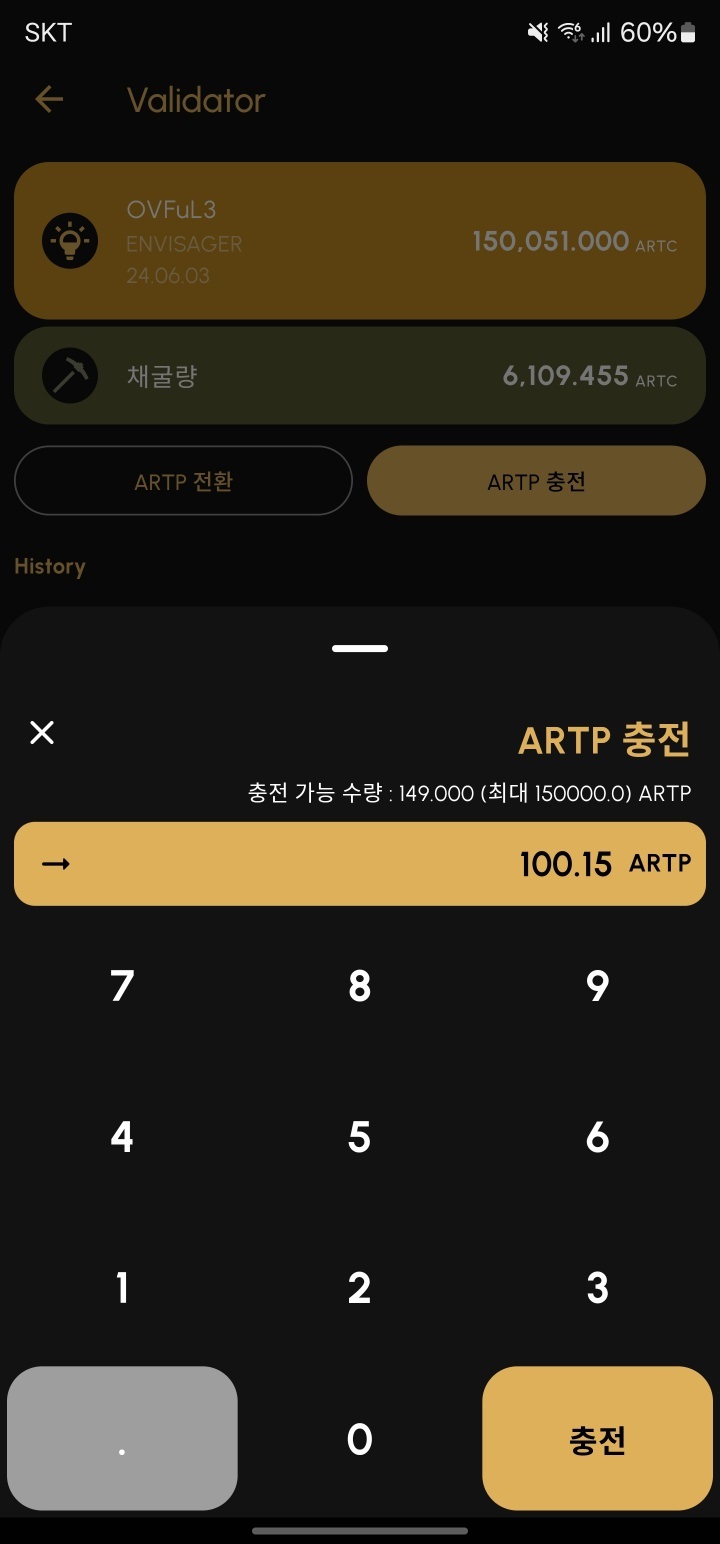 SKT 60%
Validator
OVFuL3
ENVISAGER
24.06.03
150,051.000 ARTC
채굴량 6,109.455 ARTC
ARTP 전환 ARTP 충전
History
ARTP 충전
충전 가능 수량 : 149.000 (최대 150000.0) ARTP
100.15 ARTP
7 8 9
4 5 6
1 2 3
. 0 충전